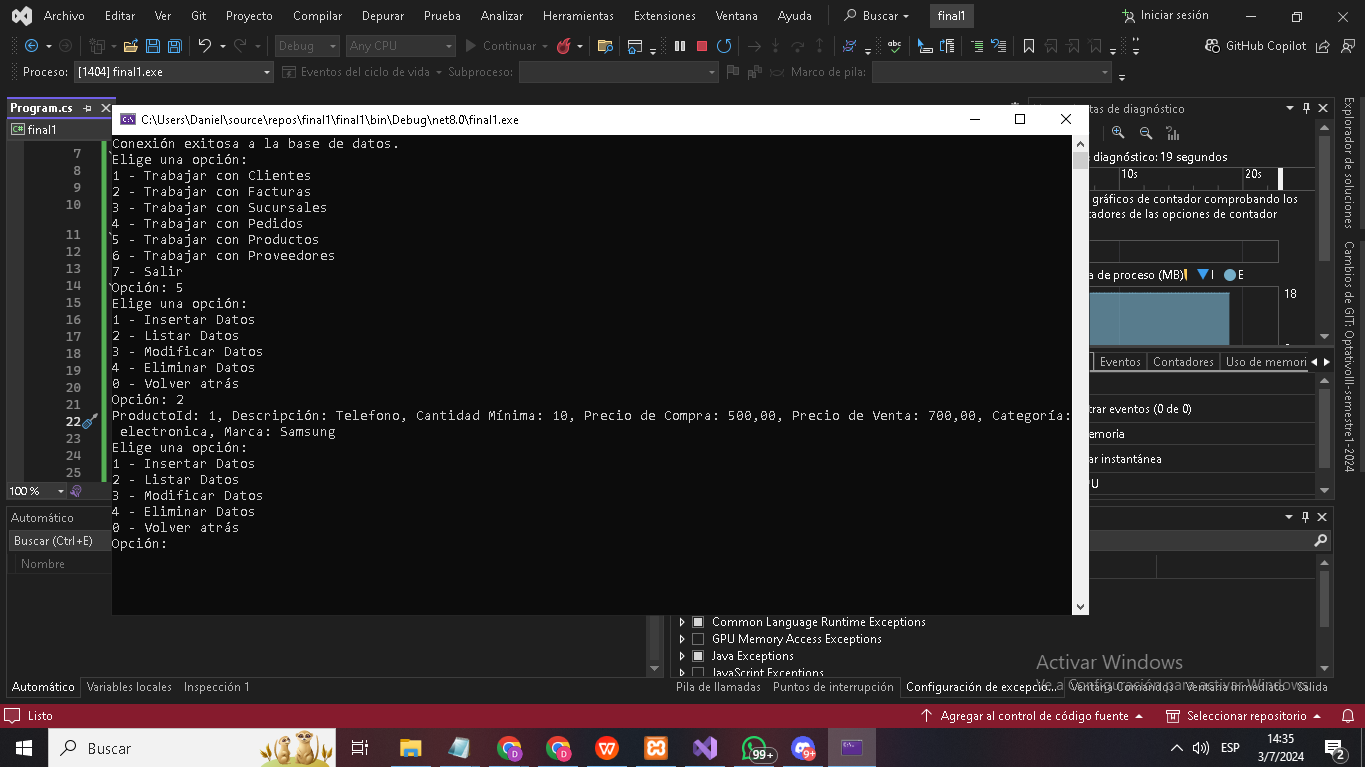 Archivo Editar Ver Git Proyecto Compilar Depurar Prueba Analizar Herramientas Extensiones Ventana Ayuda Buscar final1 Iniciar sesión
Debug Any CPU Continuar GitHub Copilot
Proceso: [1404] final1.exe Eventos del ciclo de vida Subproceso: Marco de pila:
Program.cs
final1
C:\Users\Daniel\source\repos\final1\final1\bin\Debug\net8.0\final1.exe
Conexión exitosa a la base de datos.
Elige una opción:
1 - Trabajar con Clientes
2 - Trabajar con Facturas
3 - Trabajar con Sucursales
4 - Trabajar con Pedidos
5 - Trabajar con Productos
6 - Trabajar con Proveedores
7 - Salir
Opción: 5
Elige una opción:
1 - Insertar Datos
2 - Listar Datos
3 - Modificar Datos
4 - Eliminar Datos
0 - Volver atrás
Opción: 2
ProductoId: 1, Descripción: Telefono, Cantidad Mínima: 10, Precio de Compra: 500,00, Precio de Venta: 700,00, Categoría:
electronica, Marca: Samsung
Elige una opción:
1 - Insertar Datos
2 - Listar Datos
3 - Modificar Datos
4 - Eliminar Datos
0 - Volver atrás
Opción:
7
8
9
10
11
12
13
14
15
16
17
18
19
20
21
22
23
24
25
100 %
as de diagnóstico
diagnóstico: 19 segundos
10s 20s
gráficos de contador comprobando los
tadores de las opciones de contador
a de proceso (MB) I E
18
Eventos Contadores Uso de memori
trar eventos (0 de 0)
emoria
ar instantánea
Explorador de soluciones
Cambios de GIT: OptativoIII-semestre1-2024
Automático
Buscar (Ctrl+E)
Nombre
Common Language Runtime Exceptions
GPU Memory Access Exceptions
Java Exceptions
JavaScript Exceptions
Automático Variables locales Inspección 1
Pila de llamadas Puntos de interrupción Configuración de excepcio... Ventana Comandos Ventana Inmediato Salida
Activar Windows
Ve a Configuración para activar Windows.
Listo Agregar al control de código fuente Seleccionar repositorio
Buscar
99+
9+
ESP
14:35
3/7/2024
2